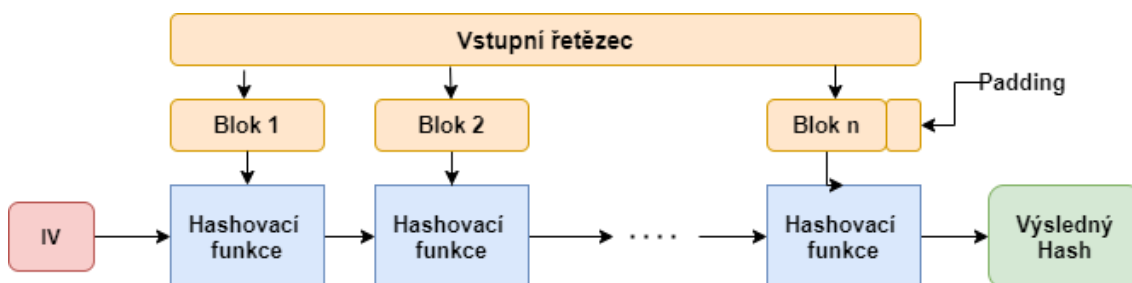 Vstupní řetězec
Padding
Blok 1
Blok 2
Blok n
IV
Hashovací
funkce
Hashovací
funkce
. . . .
Hashovací
funkce
Výsledný
Hash